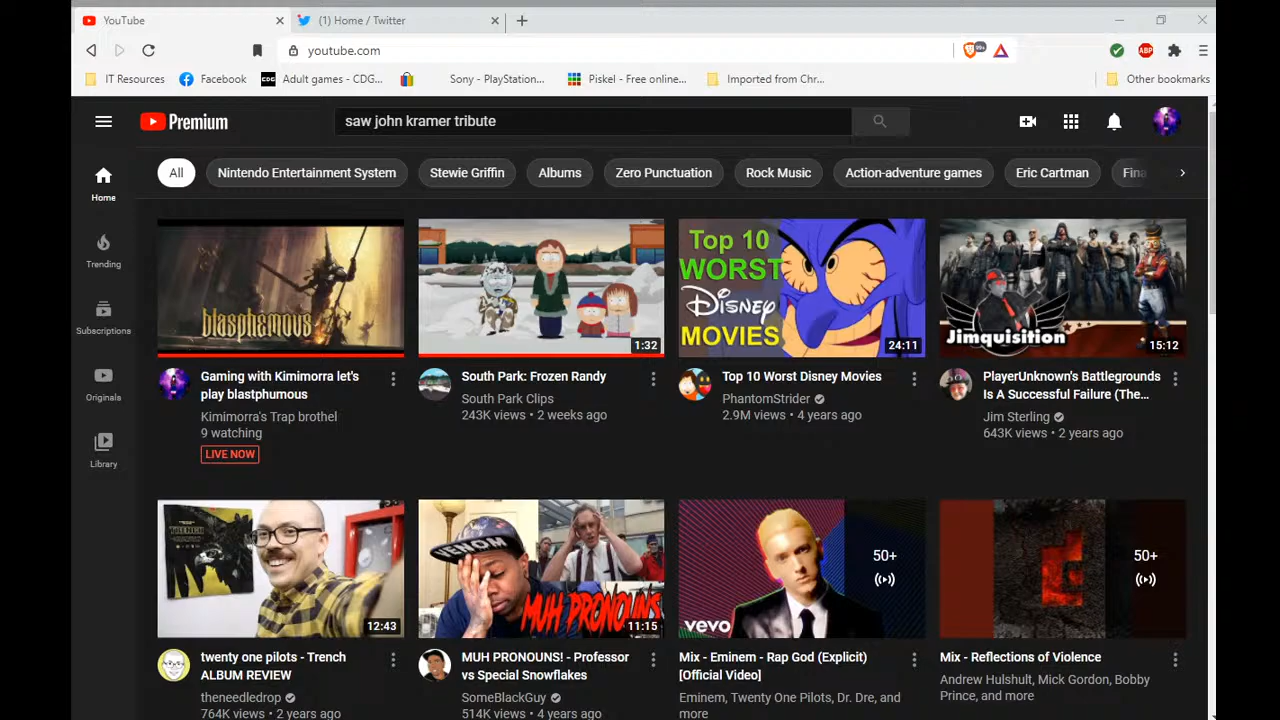 YouTube
(1) Home / Twitter
youtube.com
99+
ABP
IT Resources
Facebook
CDG
Adult games - CDG...
Sony - PlayStation...
Piskel - Free online...
Imported from Chr...
Other bookmarks
Premium
saw john kramer tribute
Home
Trending
Subscriptions
Originals
Library
All
Nintendo Entertainment System
Stewie Griffin
Albums
Zero Punctuation
Rock Music
Action-adventure games
Eric Cartman
Fina
blasphemous
Gaming with Kimimorra let's
play blastphumous
Kimimorra's Trap brothel
9 watching
LIVE NOW
1:32
South Park: Frozen Randy
South Park Clips
243K views • 2 weeks ago
Top 10
WORST
Disney
MOVIES
24:11
Top 10 Worst Disney Movies
PhantomStrider
2.9M views • 4 years ago
Jimquisition
15:12
PlayerUnknown's Battlegrounds
Is A Successful Failure (The...
Jim Sterling
643K views • 2 years ago
TRENCH
12:43
twenty one pilots - Trench
ALBUM REVIEW
theneedledrop
764K views • 2 years ago
VENOM
MUH PRONOUNS
11:15
MUH PRONOUNS! - Professor
vs Special Snowflakes
SomeBlackGuy
514K views • 4 years ago
vevo
50+
Mix - Eminem - Rap God (Explicit)
[Official Video]
Eminem, Twenty One Pilots, Dr. Dre, and
more
50+
Mix - Reflections of Violence
Andrew Hulshult, Mick Gordon, Bobby
Prince, and more